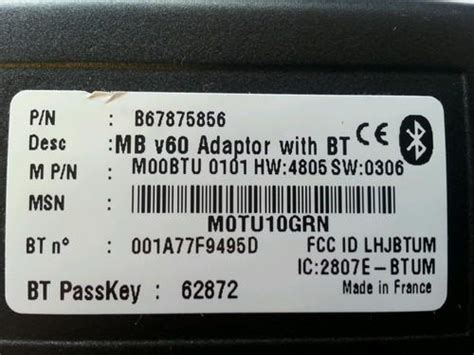 P/N : B67875856
Desc : MB v60 Adaptor with BT CE
M P/N : M00BTU 0101 HW:4805 SW:0306
MSN :
M0TU10GRN
BT n° : 001A77F9495D FCC ID LHJBTUM
IC:2807E-BTUM
BT PassKey : 62872 Made in France